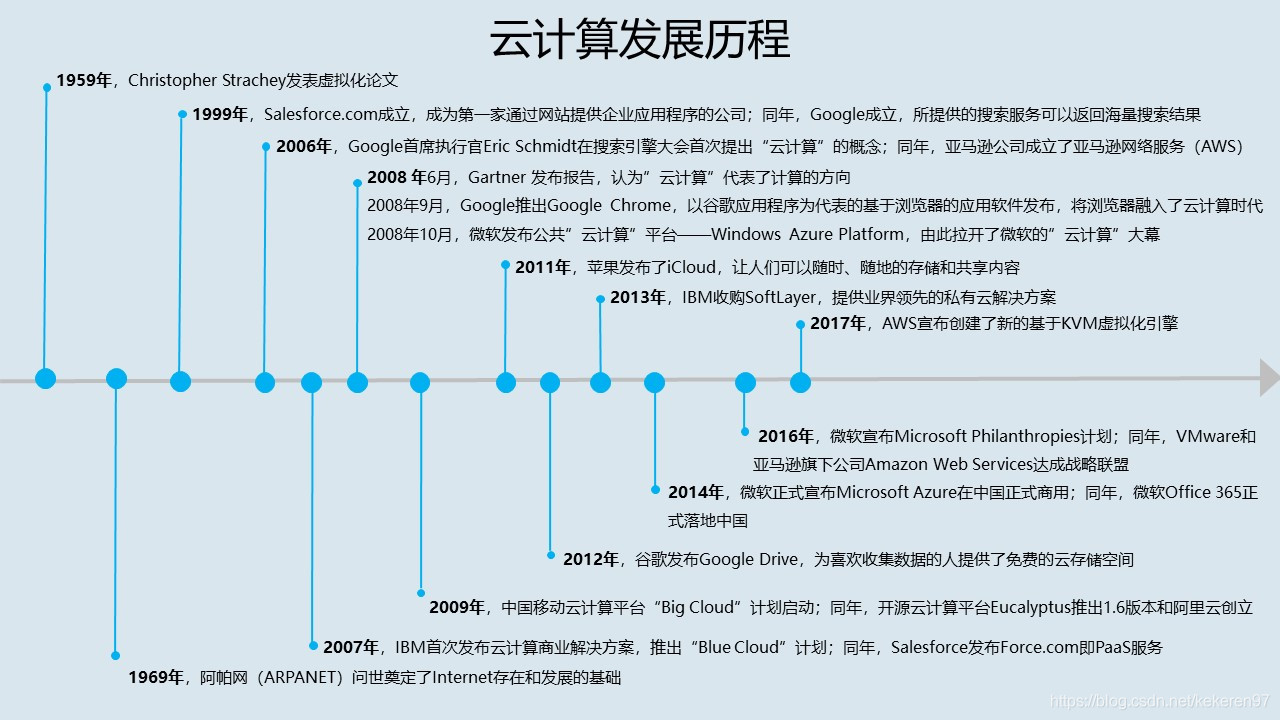 云计算发展历程
1959年，Christopher Strachey发表虚拟化论文
1999年，Salesforce.com成立，成为第一家通过网站提供企业应用程序的公司；同年，Google成立，所提供的搜索服务可以返回海量搜索结果
2006年，Google首席执行官Eric Schmidt在搜索引擎大会首次提出“云计算”的概念；同年，亚马逊公司成立了亚马逊网络服务（AWS）
2008 年6月，Gartner 发布报告，认为”云计算”代表了计算的方向
2008年9月，Google推出Google Chrome，以谷歌应用程序为代表的基于浏览器的应用软件发布，将浏览器融入了云计算时代
2008年10月，微软发布公共”云计算”平台——Windows Azure Platform，由此拉开了微软的”云计算”大幕
2011年，苹果发布了iCloud，让人们可以随时、随地的存储和共享内容
2013年，IBM收购SoftLayer，提供业界领先的私有云解决方案
2017年，AWS宣布创建了新的基于KVM虚拟化引擎
2016年，微软宣布Microsoft Philanthropies计划；同年，VMware和
亚马逊旗下公司Amazon Web Services达成战略联盟
2014年，微软正式宣布Microsoft Azure在中国正式商用；同年，微软Office 365正
式落地中国
2012年，谷歌发布Google Drive，为喜欢收集数据的人提供了免费的云存储空间
2009年，中国移动云计算平台“Big Cloud”计划启动；同年，开源云计算平台Eucalyptus推出1.6版本和阿里云创立
2007年，IBM首次发布云计算商业解决方案，推出“Blue Cloud”计划；同年，Salesforce发布Force.com即PaaS服务
1969年，阿帕网（ARPANET）问世奠定了Internet存在和发展的基础
https://blog.csdn.net/kekeren97